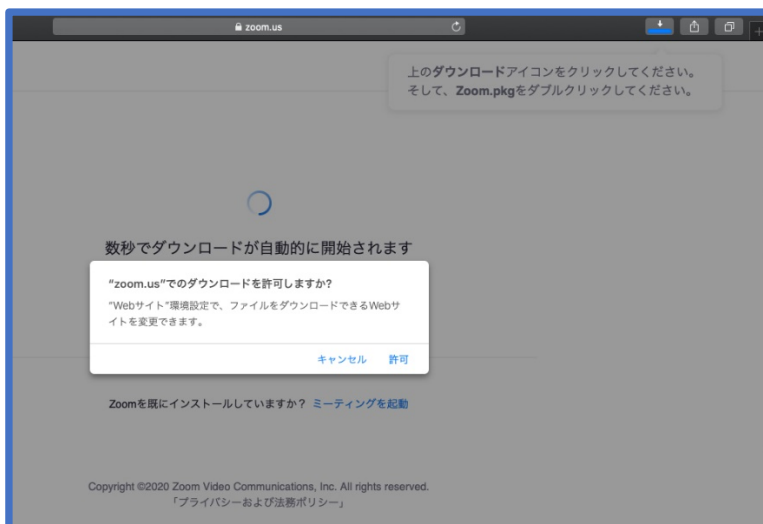 zoom.us
上のダウンロードアイコンをクリックしてください。
そして、Zoom.pkgをダブルクリックしてください。
数秒でダウンロードが自動的に開始されます
“zoom.us”でのダウンロードを許可しますか?
“Webサイト”環境設定で、ファイルをダウンロードできるWebサ
イトを変更できます。
キャンセル 許可
Zoomを既にインストールしていますか？ ミーティングを起動
Copyright ©2020 Zoom Video Communications, Inc. All rights reserved.
「プライバシーおよび法務ポリシー」